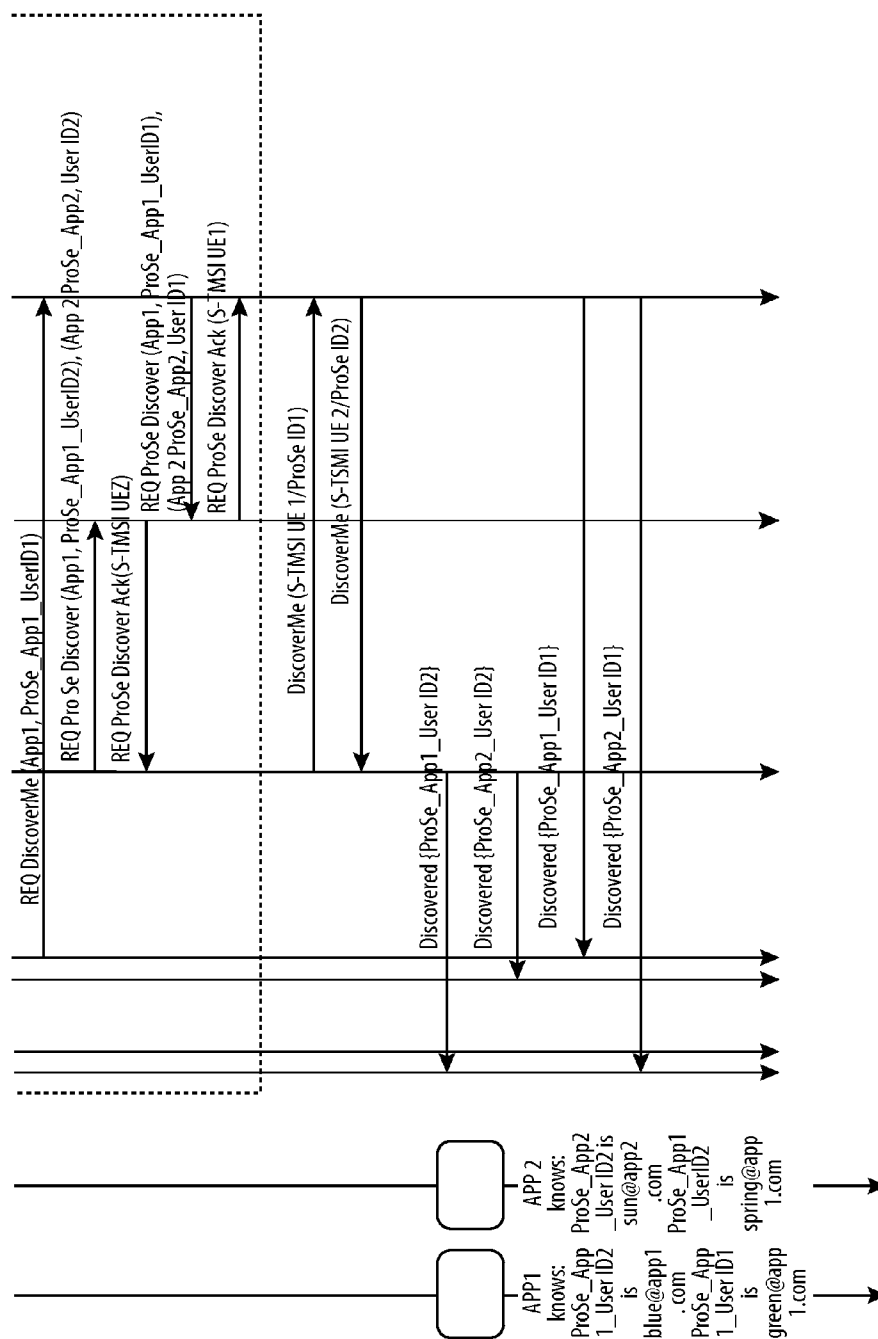 REQ DiscoverMe (App1, ProSe_App1_UserID1)
REQ Pro Se Discover (App1, ProSe_App1_UserID2), (App 2 ProSe_App2, User ID2)
REQ ProSe Discover Ack(S-TMSI UEZ)
REQ ProSe Discover (App1, ProSe_App1_UserID1),
(App 2 ProSe_App2, User ID1)
REQ ProSe Discover Ack (S-TMSI UE1)
DiscoverMe (S-TMSI UE 1/ProSe ID1)
DiscoverMe (S-TSMI UE 2/ProSe ID2)
Discovered {ProSe_App1_User ID2}
Discovered {ProSe_App2_User ID2}
Discovered {ProSe_App1_User ID1}
Discovered {ProSe_App2_User ID1}
APP 2
knows:
ProSe_App2
_User ID2 is
sun@app2
.com
ProSe_App1
_UserID2
is
spring@app
1.com
APP1
knows:
ProSe_App
1_User ID2
is
blue@app1
.com
ProSe_App
1_User ID1
is
green@app
1.com